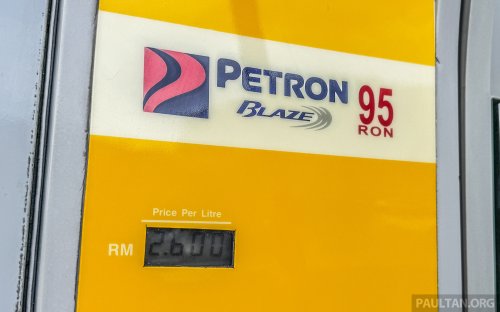 PETRON
BLAZE 95
RON
Price Per Litre
RM 2.600
PAULTAN.ORG